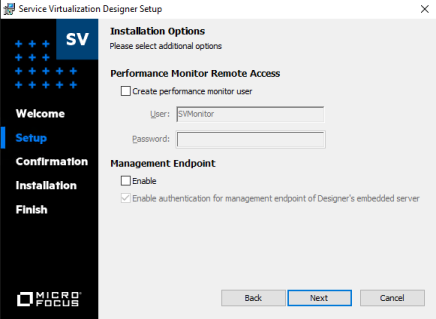 Service Virtualization Designer Setup
SV
Installation Options
Please select additional options
Performance Monitor Remote Access
Create performance monitor user
User: SVMonitor
Password:
Management Endpoint
Enable
Enable authentication for management endpoint of Designer's embedded server
Welcome
Setup
Confirmation
Installation
Finish
MICRO
FOCUS
Back Next Cancel